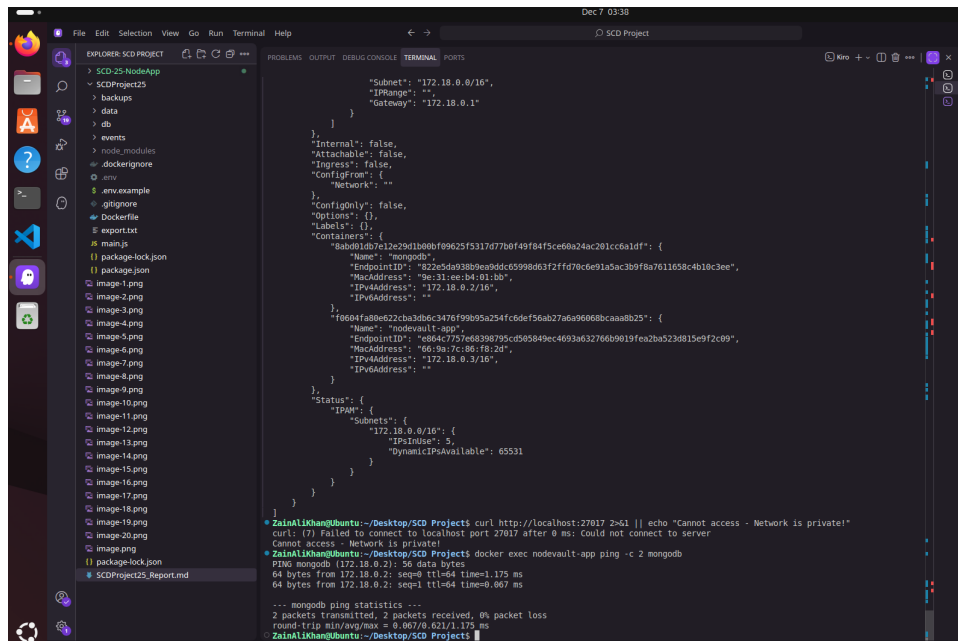 Dec 7 03:38
File Edit Selection View Go Run Terminal Help
SCD Project
EXPLORER: SCD PROJECT
PROBLEMS OUTPUT DEBUG CONSOLE TERMINAL PORTS
Kiro
SCD-25-NodeApp
SCDProject25
backups
data
db
events
node_modules
.dockerignore
.env
.env.example
.gitignore
Dockerfile
export.txt
JS main.js
{} package-lock.json
{} package.json
image-1.png
image-2.png
image-3.png
image-4.png
image-5.png
image-6.png
image-7.png
image-8.png
image-9.png
image-10.png
image-11.png
image-12.png
image-13.png
image-14.png
image-15.png
image-16.png
image-17.png
image-18.png
image-19.png
image-20.png
image.png
{} package-lock.json
SCDProject25_Report.md
"Subnet": "172.18.0.0/16",
"IPRange": "",
"Gateway": "172.18.0.1"
}
]
},
"Internal": false,
"Attachable": false,
"Ingress": false,
"ConfigFrom": {
"Network": ""
},
"ConfigOnly": false,
"Options": {},
"Labels": {},
"Containers": {
"8abd01db7e12e29d1b00bf09625f5317d77b0f49f84f5ce60a24ac201cc6a1df": {
"Name": "mongodb",
"EndpointID": "822e5da938b9ea9ddc65998d63f2ffd70c6e91a5ac3b9f8a7611658c4b10c3ee",
"MacAddress": "9e:31:ee:b4:01:bb",
"IPv4Address": "172.18.0.2/16",
"IPv6Address": ""
},
"f0604fa80e622cba3db6c3476f99b95a254fc6def56ab27a6a96068bcaaa8b25": {
"Name": "nodevault-app",
"EndpointID": "e864c7757e68398795cd505849ec4693a632766b9019fea2ba523d815e9f2c09",
"MacAddress": "66:9a:7c:86:f8:2d",
"IPv4Address": "172.18.0.3/16",
"IPv6Address": ""
}
},
"Status": {
"IPAM": {
"Subnets": {
"172.18.0.0/16": {
"IPsInUse": 5,
"DynamicIPsAvailable": 65531
}
}
}
}
}
]
ZainAliKhan@Ubuntu:~/Desktop/SCD Project$ curl http://localhost:27017 2>&1 || echo "Cannot access - Network is private!"
curl: (7) Failed to connect to localhost port 27017 after 0 ms: Could not connect to server
Cannot access - Network is private!
ZainAliKhan@Ubuntu:~/Desktop/SCD Project$ docker exec nodevault-app ping -c 2 mongodb
PING mongodb (172.18.0.2): 56 data bytes
64 bytes from 172.18.0.2: seq=0 ttl=64 time=1.175 ms
64 bytes from 172.18.0.2: seq=1 ttl=64 time=0.067 ms
--- mongodb ping statistics ---
2 packets transmitted, 2 packets received, 0% packet loss
round-trip min/avg/max = 0.067/0.621/1.175 ms
ZainAliKhan@Ubuntu:~/Desktop/SCD Project$